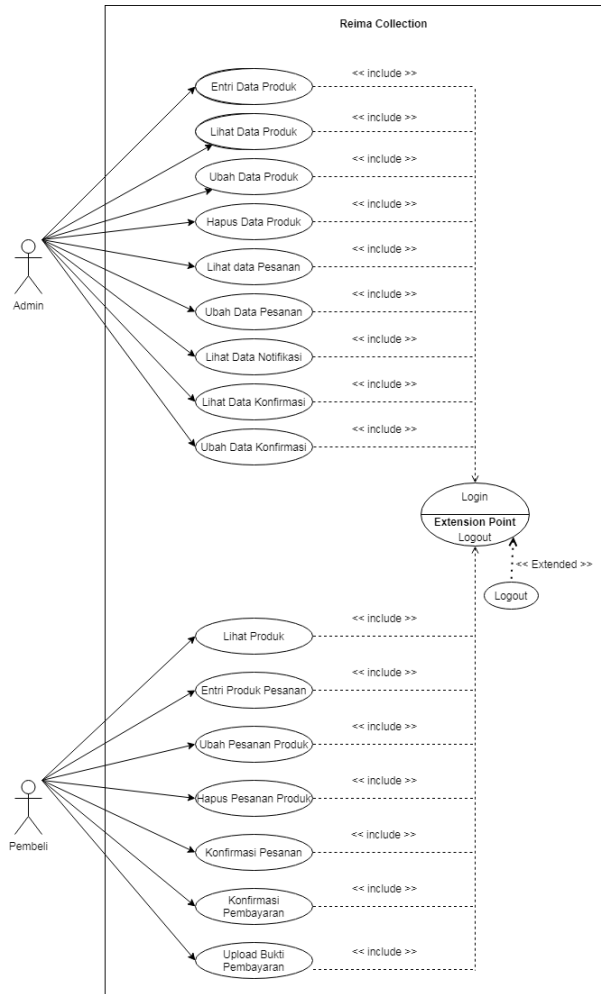 Reima Collection
<< include >>
Entri Data Produk
<< include >>
Lihat Data Produk
<< include >>
Ubah Data Produk
<< include >>
Hapus Data Produk
<< include >>
Lihat data Pesanan
<< include >>
Ubah Data Pesanan
<< include >>
Lihat Data Notifikasi
<< include >>
Lihat Data Konfirmasi
<< include >>
Ubah Data Konfirmasi
Admin
Login
Extension Point
Logout
<< Extended >>
Logout
<< include >>
Lihat Produk
<< include >>
Entri Produk Pesanan
<< include >>
Ubah Pesanan Produk
<< include >>
Hapus Pesanan Produk
<< include >>
Konfirmasi Pesanan
<< include >>
Konfirmasi
Pembayaran
<< include >>
Upload Bukti
Pembayaran
Pembeli